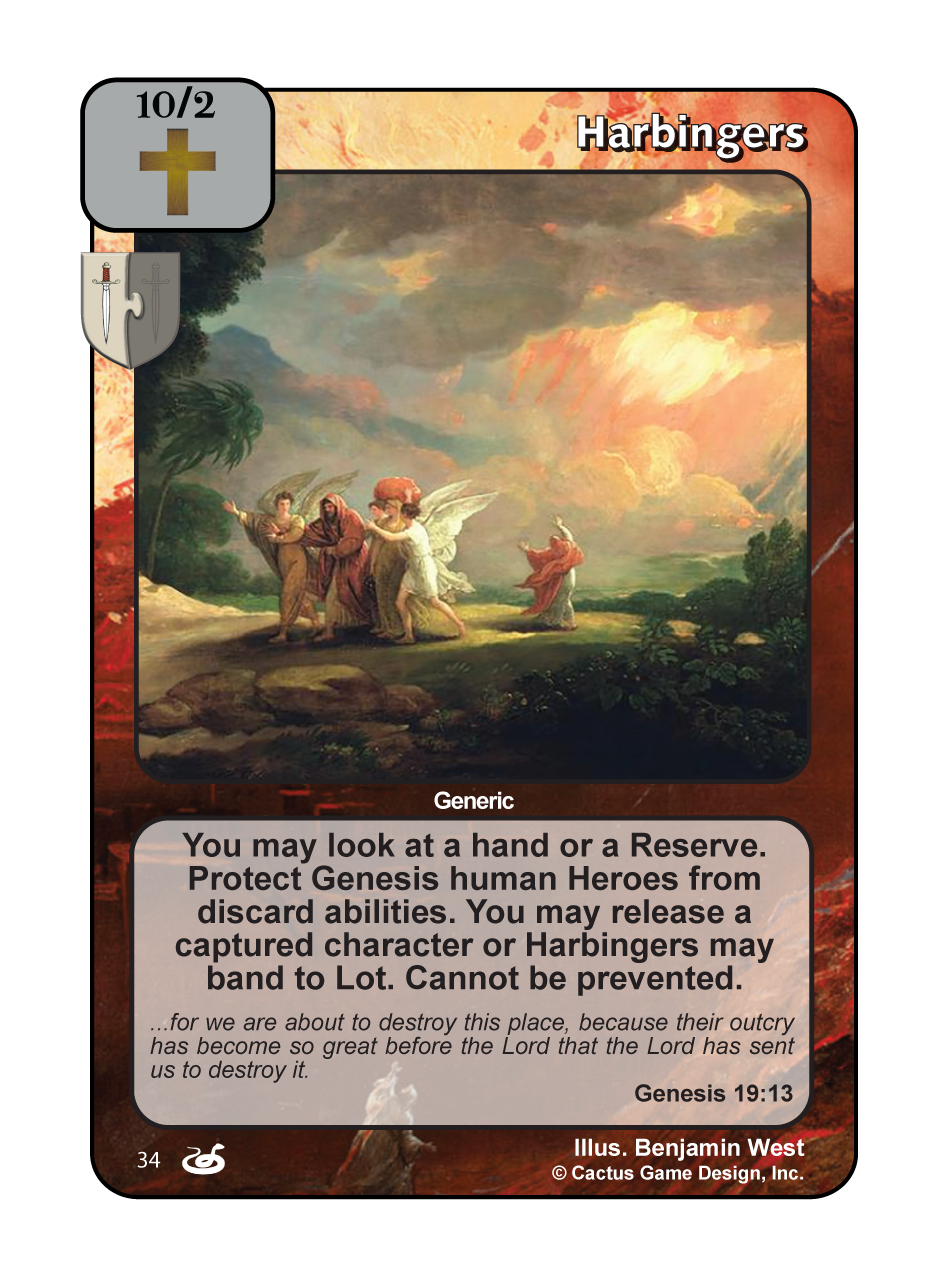 10/2
Harbingers
Generic
You may look at a hand or a Reserve.
Protect Genesis human Heroes from
discard abilities. You may release a
captured character or Harbingers may
band to Lot. Cannot be prevented.
...for we are about to destroy this place, because their outcry
has become so great before the Lord that the Lord has sent
us to destroy it.
Genesis 19:13
34
Illus. Benjamin West
© Cactus Game Design, Inc.